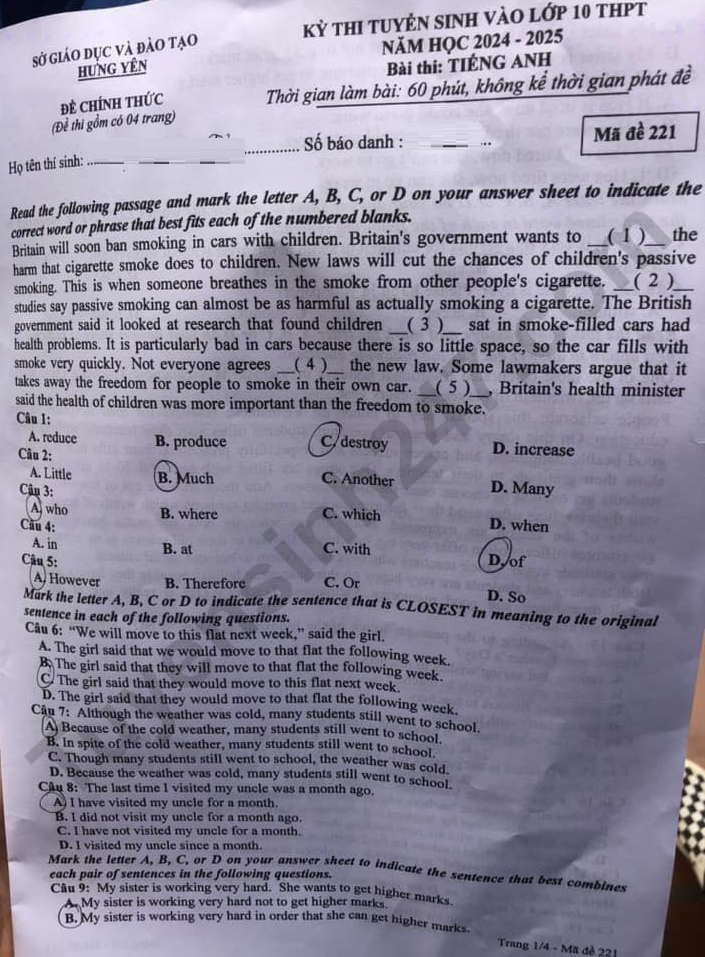 SỞ GIÁO DỤC VÀ ĐÀO TẠO
HƯNG YÊN
ĐỀ CHÍNH THỨC
(Đề thi gồm có 04 trang)
KỲ THI TUYỂN SINH VÀO LỚP 10 THPT
NĂM HỌC 2024 - 2025
Bài thi: TIẾNG ANH
Thời gian làm bài: 60 phút, không kể thời gian phát đề
Họ tên thí sinh: ............... Số báo danh : ...
Mã đề 221
Read the following passage and mark the letter A, B, C, or D on your answer sheet to indicate the
correct word or phrase that best fits each of the numbered blanks.
Britain will soon ban smoking in cars with children. Britain's government wants to __( 1 )__ the
harm that cigarette smoke does to children. New laws will cut the chances of children's passive
smoking. This is when someone breathes in the smoke from other people's cigarette. __( 2 )__
studies say passive smoking can almost be as harmful as actually smoking a cigarette. The British
government said it looked at research that found children __( 3 )__ sat in smoke-filled cars had
health problems. It is particularly bad in cars because there is so little space, so the car fills with
smoke very quickly. Not everyone agrees __( 4 )__ the new law. Some lawmakers argue that it
takes away the freedom for people to smoke in their own car. __( 5 )__, Britain's health minister
said the health of children was more important than the freedom to smoke.
Câu 1:
A. reduce B. produce C. destroy D. increase
Câu 2:
A. Little B. Much C. Another D. Many
Câu 3:
A. who B. where C. which D. when
Câu 4:
A. in B. at C. with D. of
Câu 5:
A. However B. Therefore C. Or D. So
Mark the letter A, B, C or D to indicate the sentence that is CLOSEST in meaning to the original
sentence in each of the following questions.
Câu 6: “We will move to this flat next week,” said the girl.
A. The girl said that we would move to that flat the following week.
B. The girl said that they will move to that flat the following week.
C. The girl said that they would move to this flat next week.
D. The girl said that they would move to that flat the following week.
Câu 7: Although the weather was cold, many students still went to school.
A. Because of the cold weather, many students still went to school.
B. In spite of the cold weather, many students still went to school.
C. Though many students still went to school, the weather was cold.
D. Because the weather was cold, many students still went to school.
Câu 8: The last time I visited my uncle was a month ago.
A. I have visited my uncle for a month.
B. I did not visit my uncle for a month ago.
C. I have not visited my uncle for a month.
D. I visited my uncle since a month.
Mark the letter A, B, C, or D on your answer sheet to indicate the sentence that best combines
each pair of sentences in the following questions.
Câu 9: My sister is working very hard. She wants to get higher marks.
A. My sister is working very hard not to get higher marks.
B. My sister is working very hard in order that she can get higher marks.
Trang 1/4 - Mã đề 221